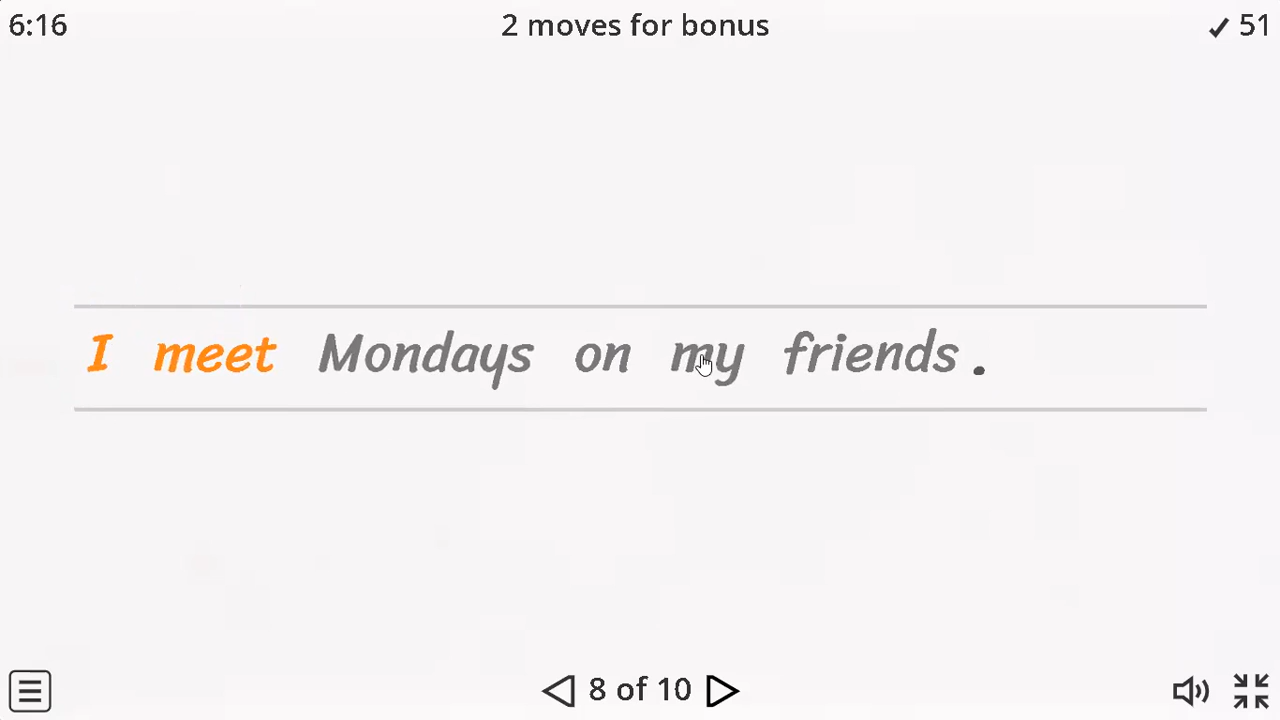 6:16 2 moves for bonus ✓ 51
I meet Mondays on my friends.
8 of 10